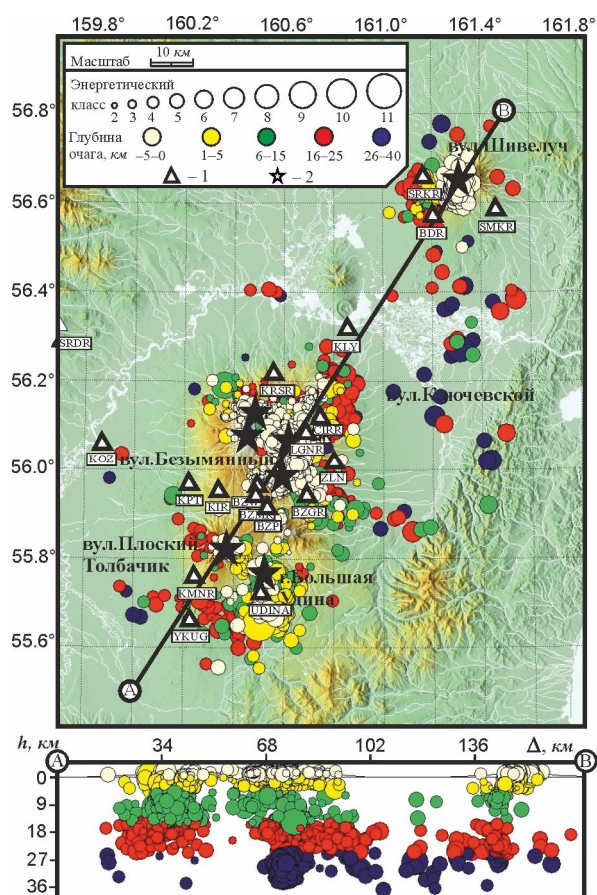 159.8° 160.2° 160.6° 161.0° 161.4° 161.8°
Масштаб 10 км
Энергетический
класс
2 3 4 5 6 7 8 9 10 11
Глубина
очага, км –5–0 1–5 6–15 16–25 26–40
– 1 – 2
56.8°
56.6°
56.4°
56.2°
56.0°
55.8°
55.6°
B
вул.Шивелуч
SRKR
BDR
SMKR
SRDR
KLY
KRSR
вул.Ключевской
CIRR
LGNR
KOZ
вул.Безымянный
ZLN
KPT
KIR
BZGR
BZP
вул.Плоский
Толбачик
г.Большая
Удина
KMNR
UDINA
YKUG
A
h, км 34 68 102 136 Δ, км
A B
0
9
18
27
36